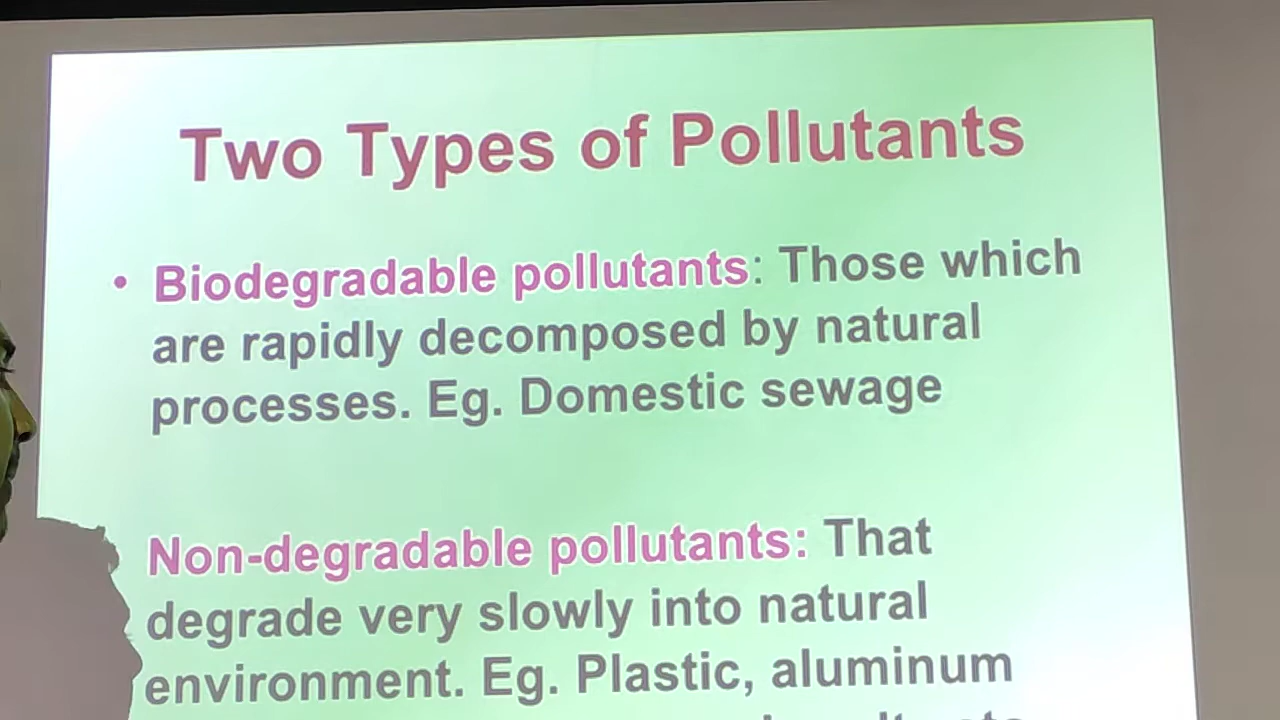 Two Types of Pollutants
• Biodegradable pollutants: Those which
are rapidly decomposed by natural
processes. Eg. Domestic sewage
Non-degradable pollutants: That
degrade very slowly into natural
environment. Eg. Plastic, aluminum